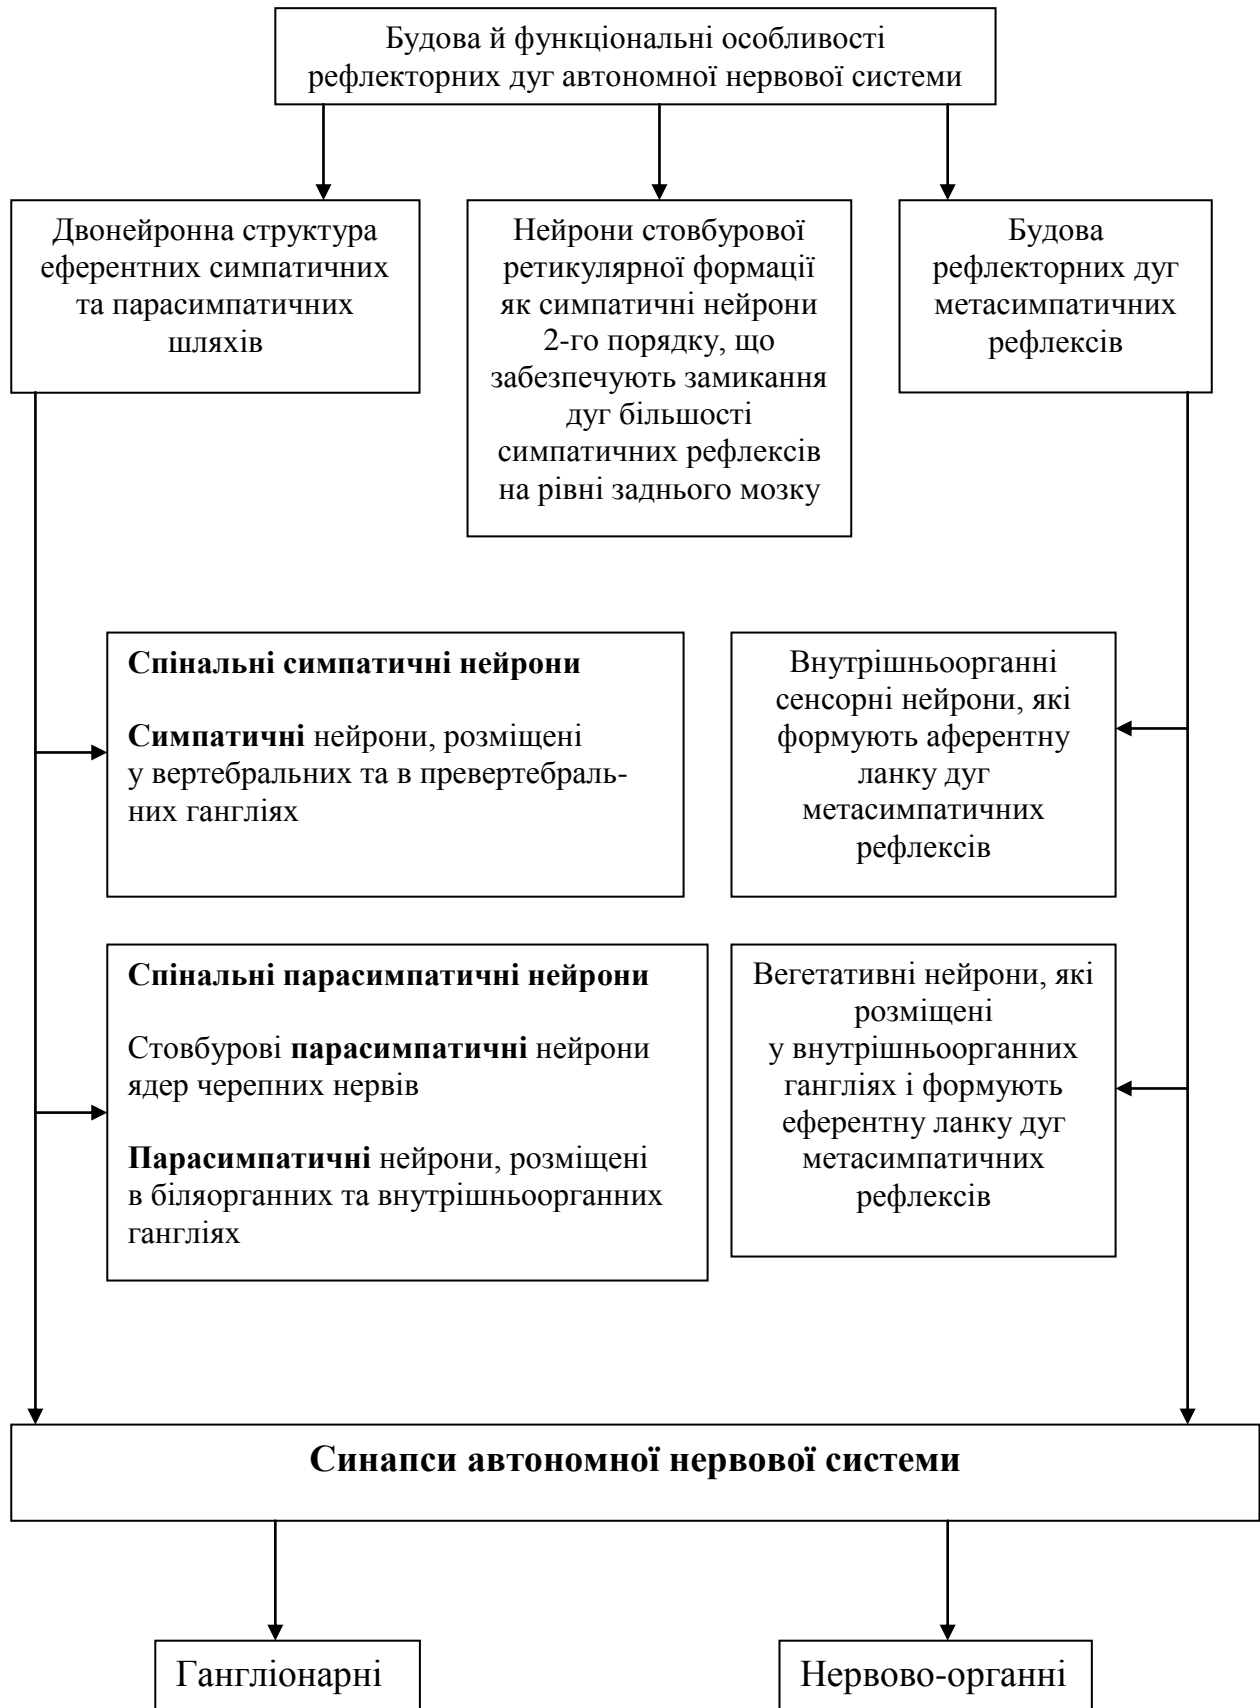 Будова й функціональні особливості
рефлекторних дуг автономної нервової системи
Двонейронна структура
еферентних симпатичних
та парасимпатичних
шляхів
Нейрони стовбурової
ретикулярної формації
як симпатичні нейрони
2-го порядку, що
забезпечують замикання
дуг більшості
симпатичних рефлексів
на рівні заднього мозку
Будова
рефлекторних дуг
метасимпатичних
рефлексів
Спінальні симпатичні нейрони
Симпатичні нейрони, розміщені
у вертебральних та в превертебраль-
них гангліях
Внутрішньоорганні
сенсорні нейрони, які
формують аферентну
ланку дуг
метасимпатичних
рефлексів
Спінальні парасимпатичні нейрони
Стовбурові парасимпатичні нейрони
ядер черепних нервів
Парасимпатичні нейрони, розміщені
в біляорганних та внутрішньоорганних
гангліях
Вегетативні нейрони, які
розміщені
у внутрішньоорганних
гангліях і формують
еферентну ланку дуг
метасимпатичних
рефлексів
Синапси автономної нервової системи
Гангліонарні
Нервово-органні